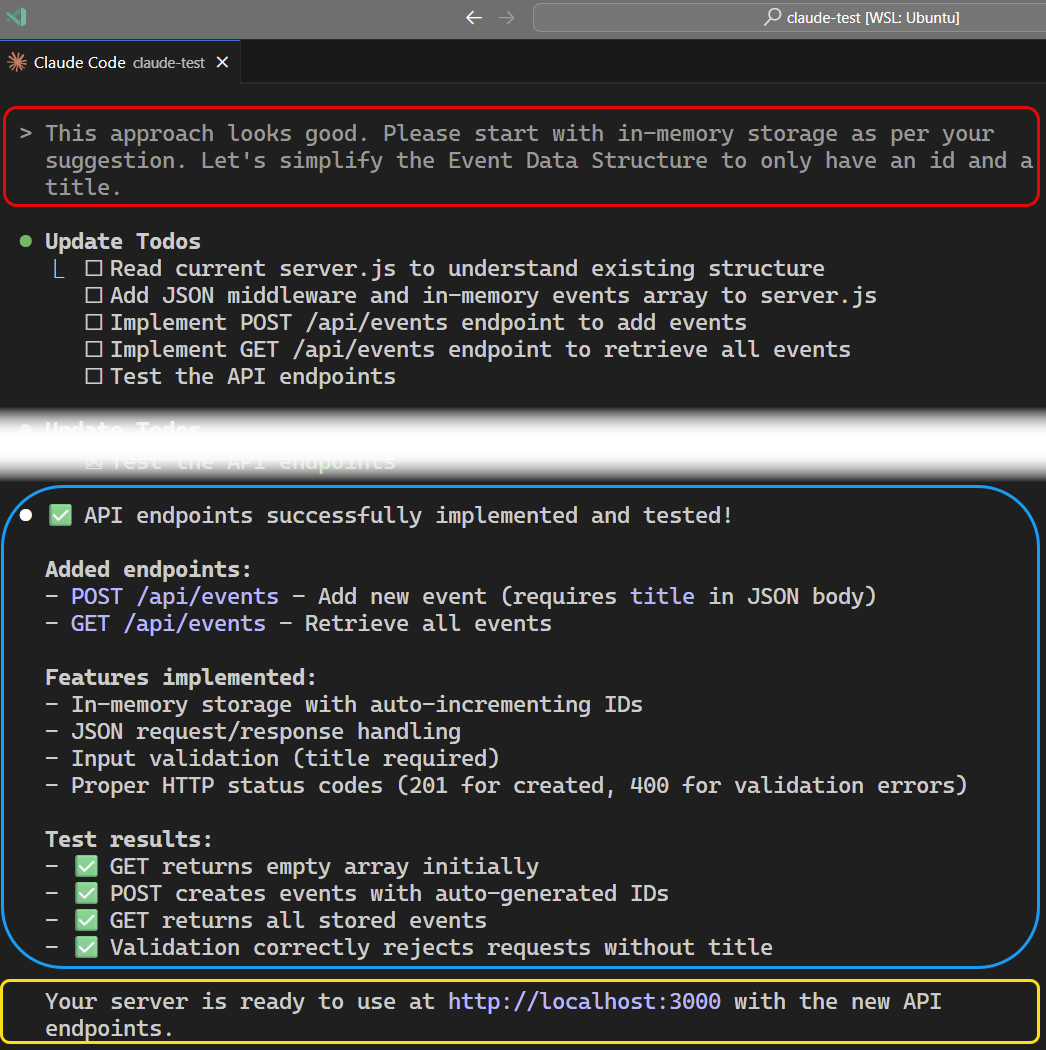 claude-test [WSL: Ubuntu]
Claude Code claude-test
> This approach looks good. Please start with in-memory storage as per your
suggestion. Let's simplify the Event Data Structure to only have an id and a
title.
● Update Todos
⎿ ☐ Read current server.js to understand existing structure
☐ Add JSON middleware and in-memory events array to server.js
☐ Implement POST /api/events endpoint to add events
☐ Implement GET /api/events endpoint to retrieve all events
☐ Test the API endpoints
● Update Todos
☒ Test the API endpoints
● ✅ API endpoints successfully implemented and tested!
Added endpoints:
- POST /api/events - Add new event (requires title in JSON body)
- GET /api/events - Retrieve all events
Features implemented:
- In-memory storage with auto-incrementing IDs
- JSON request/response handling
- Input validation (title required)
- Proper HTTP status codes (201 for created, 400 for validation errors)
Test results:
- ✅ GET returns empty array initially
- ✅ POST creates events with auto-generated IDs
- ✅ GET returns all stored events
- ✅ Validation correctly rejects requests without title
Your server is ready to use at http://localhost:3000 with the new API
endpoints.